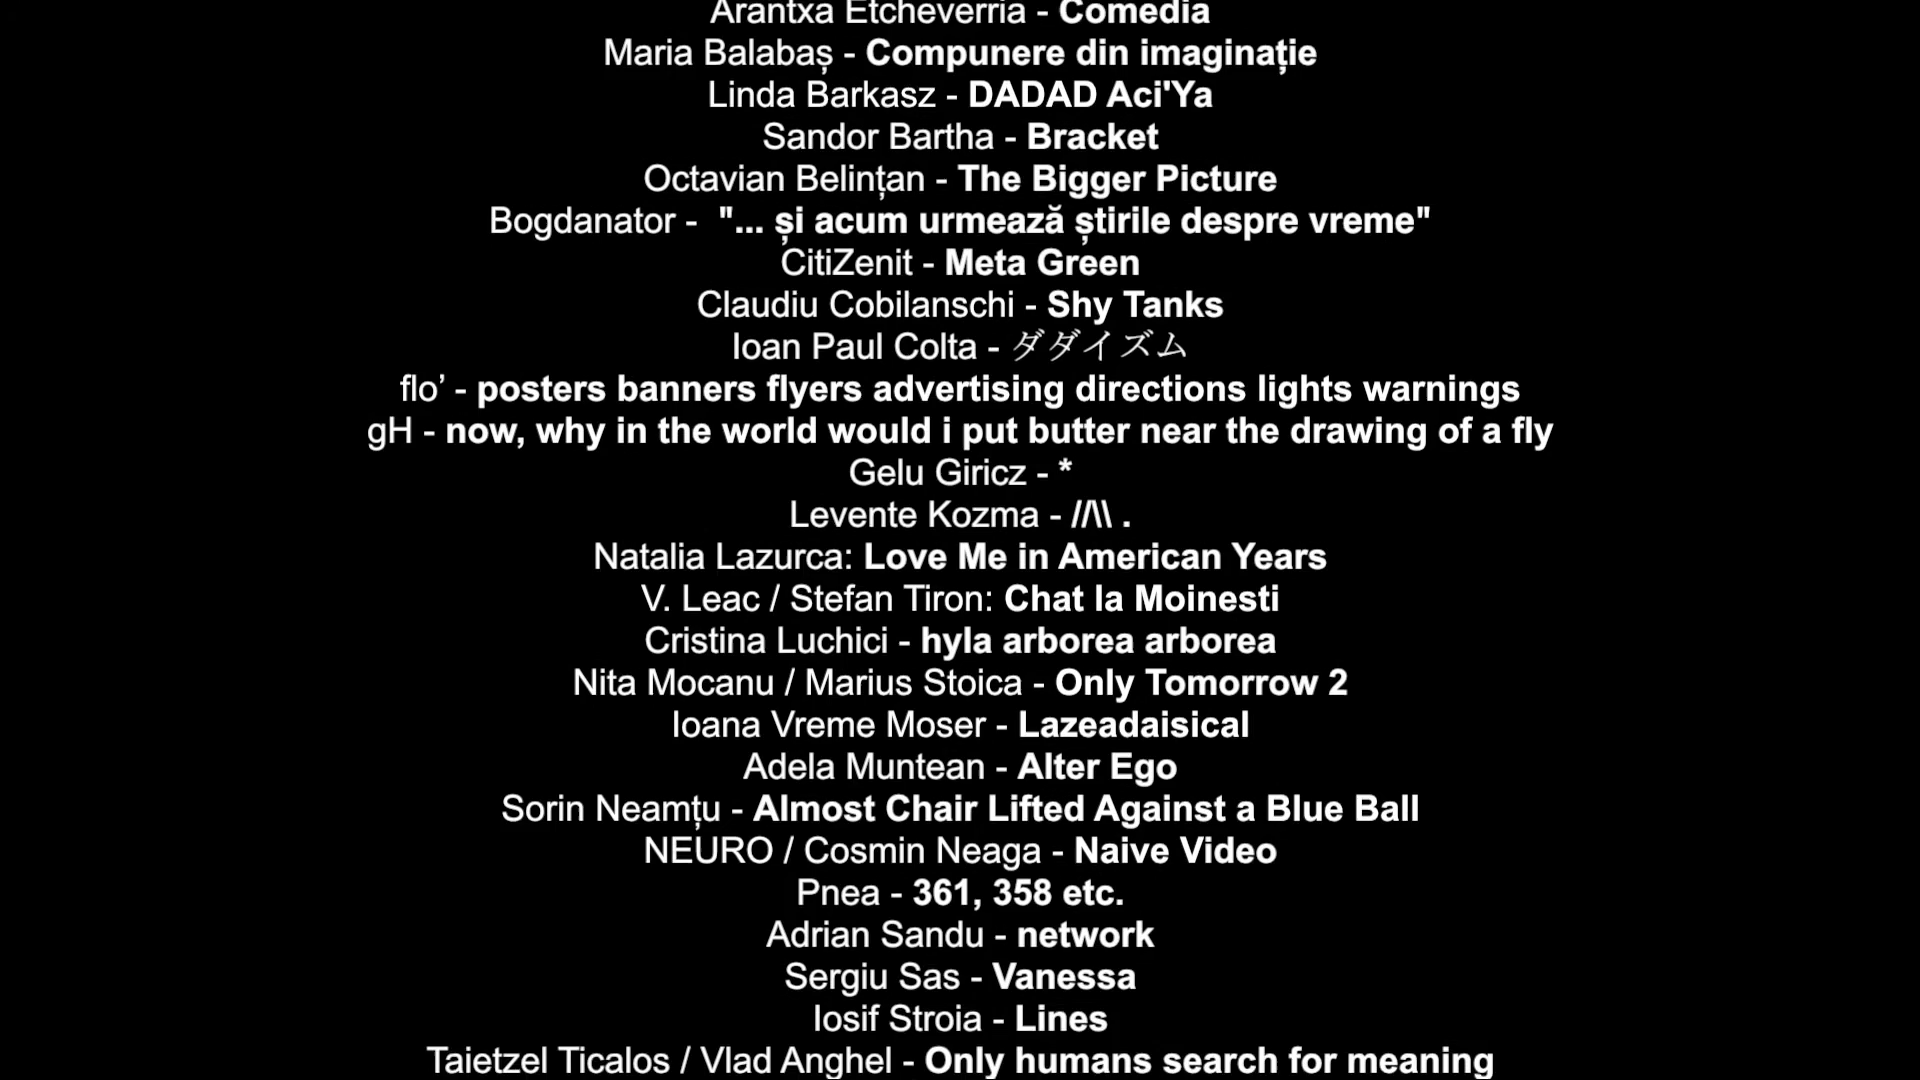 Arantxa Etcheverria - Comedia
Maria Balabaș - Compunere din imaginație
Linda Barkasz - DADAD Aci'Ya
Sandor Bartha - Bracket
Octavian Belințan - The Bigger Picture
Bogdanator -  "... și acum urmează știrile despre vreme"
CitiZenit - Meta Green
Claudiu Cobilanschi - Shy Tanks
Ioan Paul Colta - ダダイズム
flo’ - posters banners flyers advertising directions lights warnings
gH - now, why in the world would i put butter near the drawing of a fly
Gelu Giricz - *
Levente Kozma - //\\ .
Natalia Lazurca: Love Me in American Years
V. Leac / Stefan Tiron: Chat la Moinesti
Cristina Luchici - hyla arborea arborea
Nita Mocanu / Marius Stoica - Only Tomorrow 2
Ioana Vreme Moser - Lazeadaisical
Adela Muntean - Alter Ego
Sorin Neamțu - Almost Chair Lifted Against a Blue Ball
NEURO / Cosmin Neaga - Naive Video
Pnea - 361, 358 etc.
Adrian Sandu - network
Sergiu Sas - Vanessa
Iosif Stroia - Lines
Taietzel Ticalos / Vlad Anghel - Only humans search for meaning